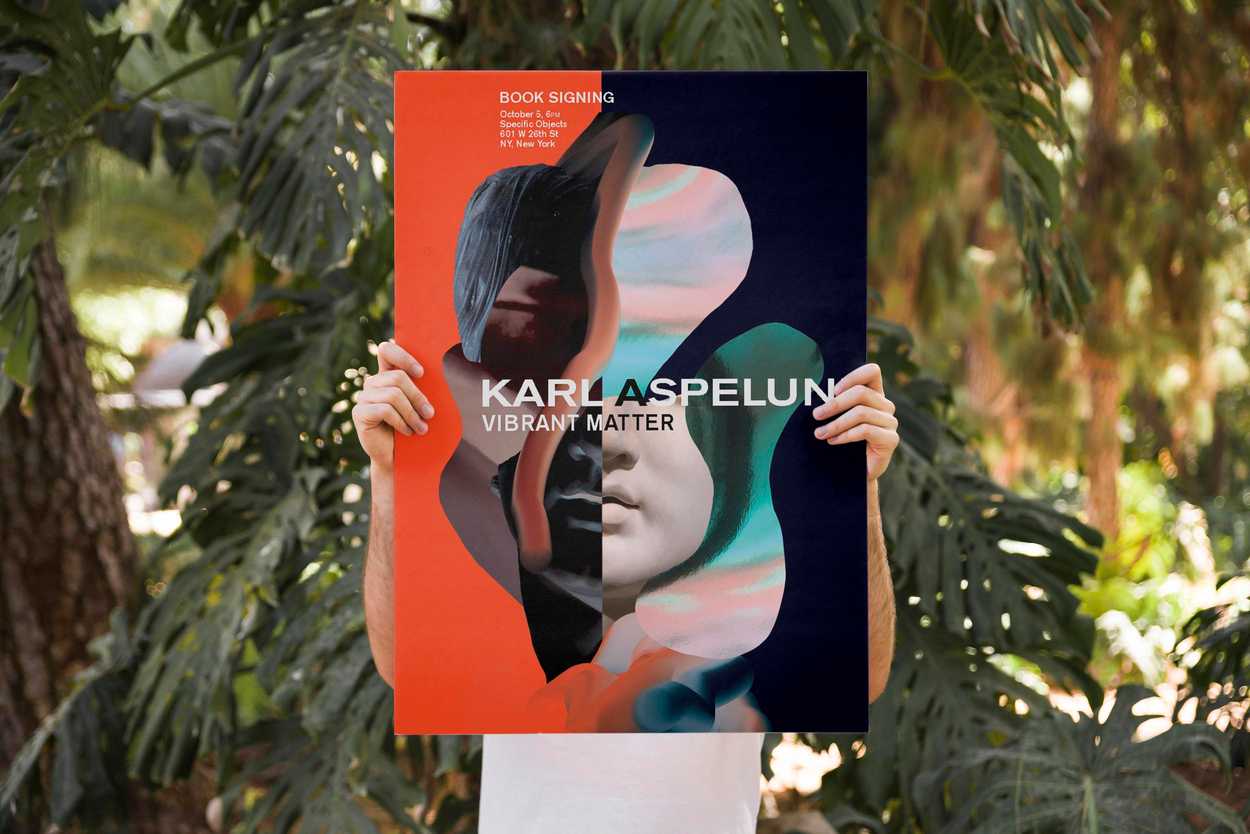 BOOK SIGNING
October 5, 6PM
Specific Objects
601 W 26th St
NY, New York
KARL ASPELUN
VIBRANT MATTER